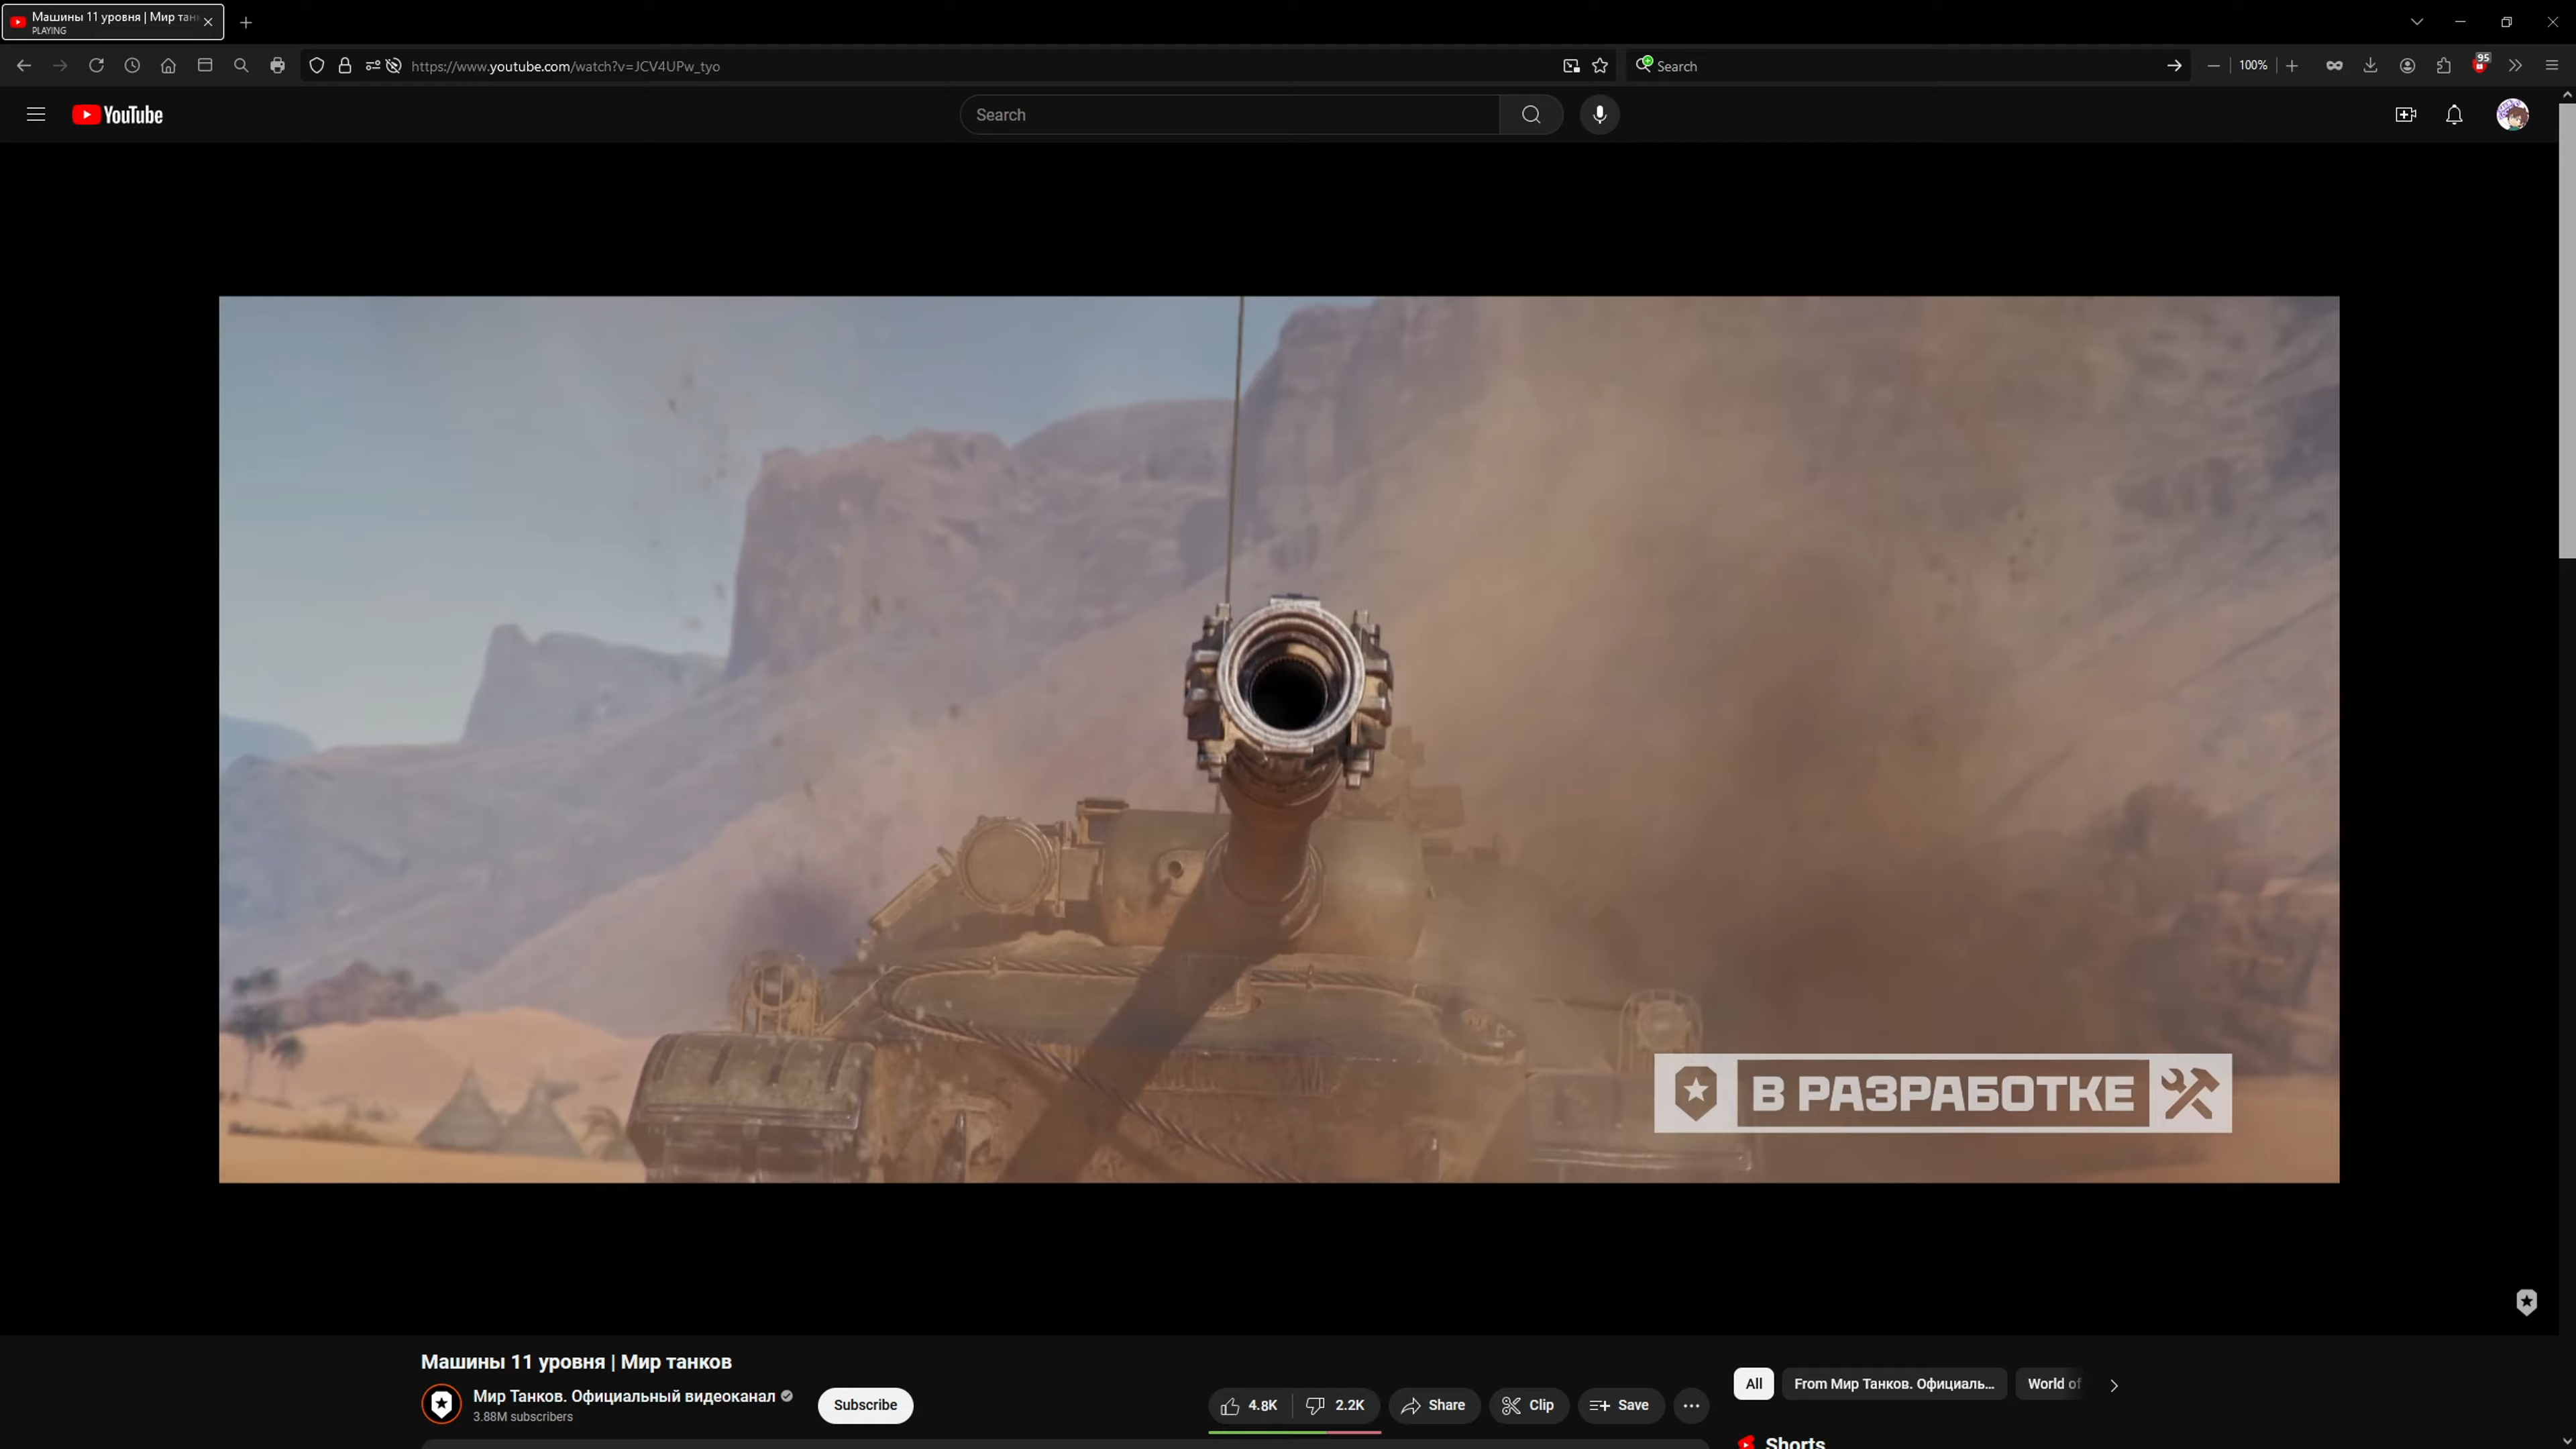 Машины 11 уровня | Мир тан
PLAYING
https://www.youtube.com/watch?v=JCV4UPw_tyo
Search
100%
95
YouTube
Search
В РАЗРАБОТКЕ
Машины 11 уровня | Мир танков
Мир Танков. Официальный видеоканал
3.88M subscribers
Subscribe
4.8K
2.2K
Share
Clip
Save
All
From Мир Танков. Официаль...
World of
Shorts